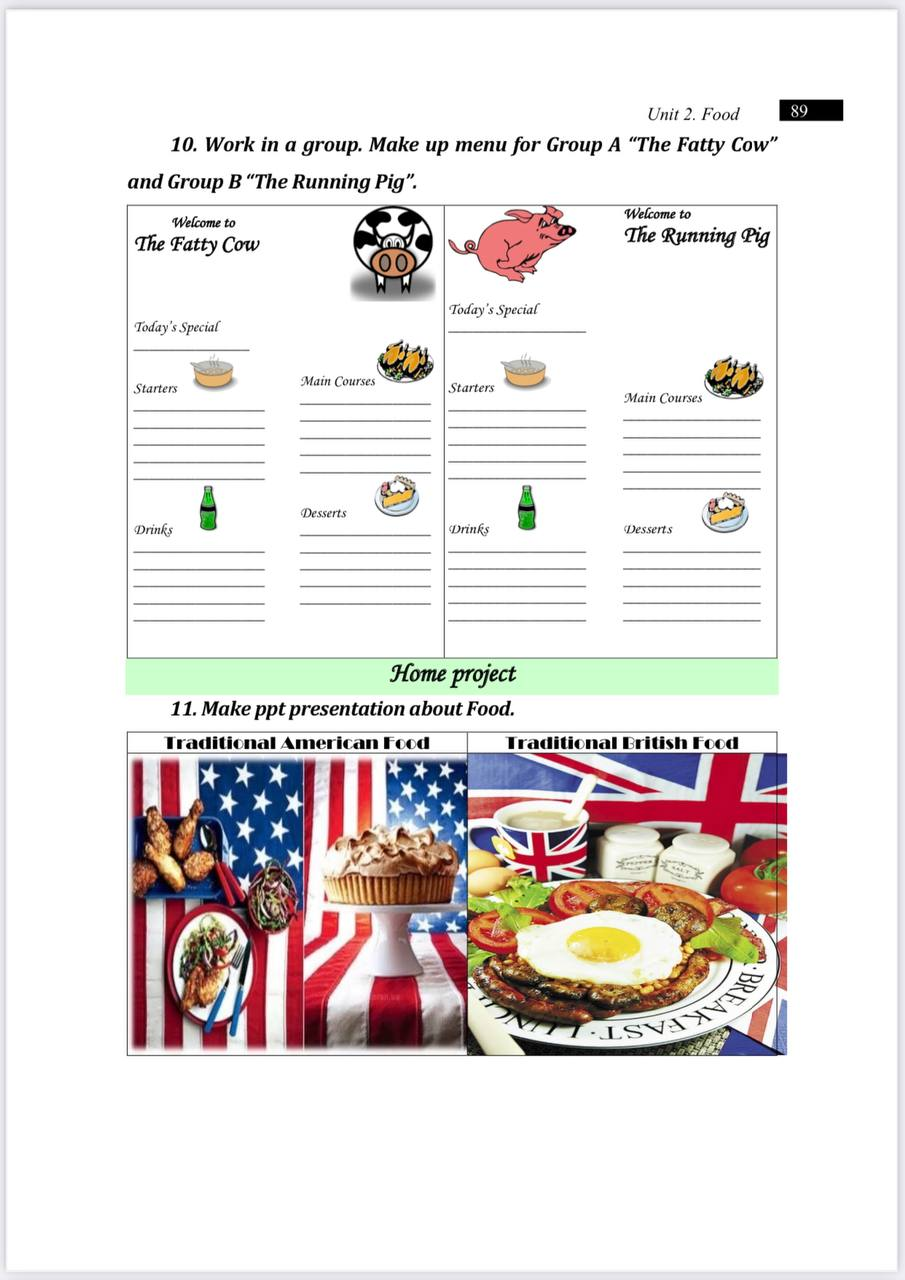 Unit 2. Food
89
10. Work in a group. Make up menu for Group A “The Fatty Cow”
and Group B “The Running Pig”.
Welcome to
The Fatty Cow
Today’s Special
Starters
Main Courses
Drinks
Desserts
Welcome to
The Running Pig
Today’s Special
Starters
Main Courses
Drinks
Desserts
Home project
11. Make ppt presentation about Food.
Traditional American Food
Traditional British Food
PEPPER
SALT
LUNCH · BREAKFAST